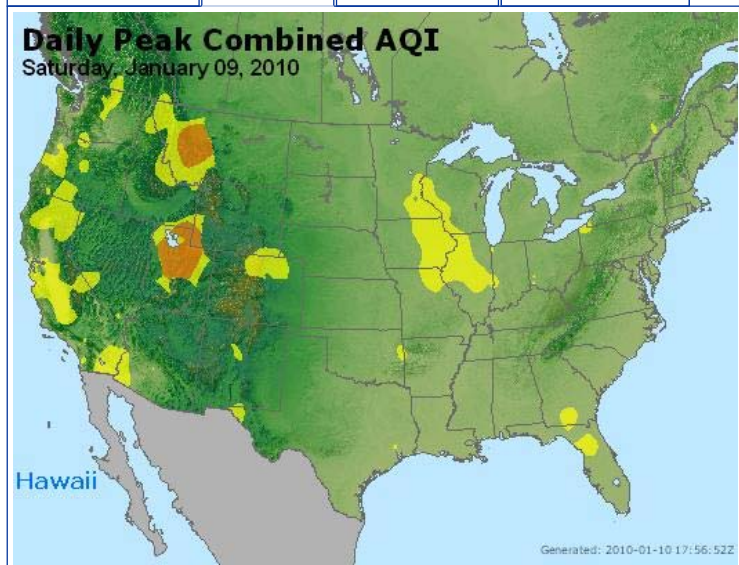 Daily Peak Combined AQI
Saturday, January 09, 2010
Hawaii
Generated: 2010-01-10 17:56:52Z